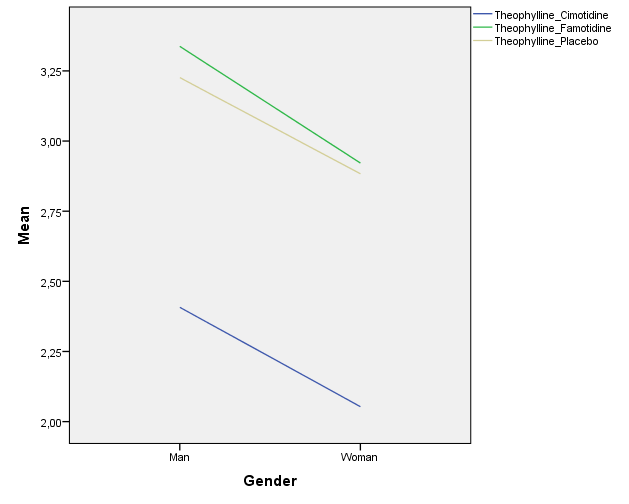 Theophylline_Cimotidine
Theophylline_Famotidine
Theophylline_Placebo
3,25
3,00
2,75
2,50
2,25
2,00
Mean
Man
Woman
Gender